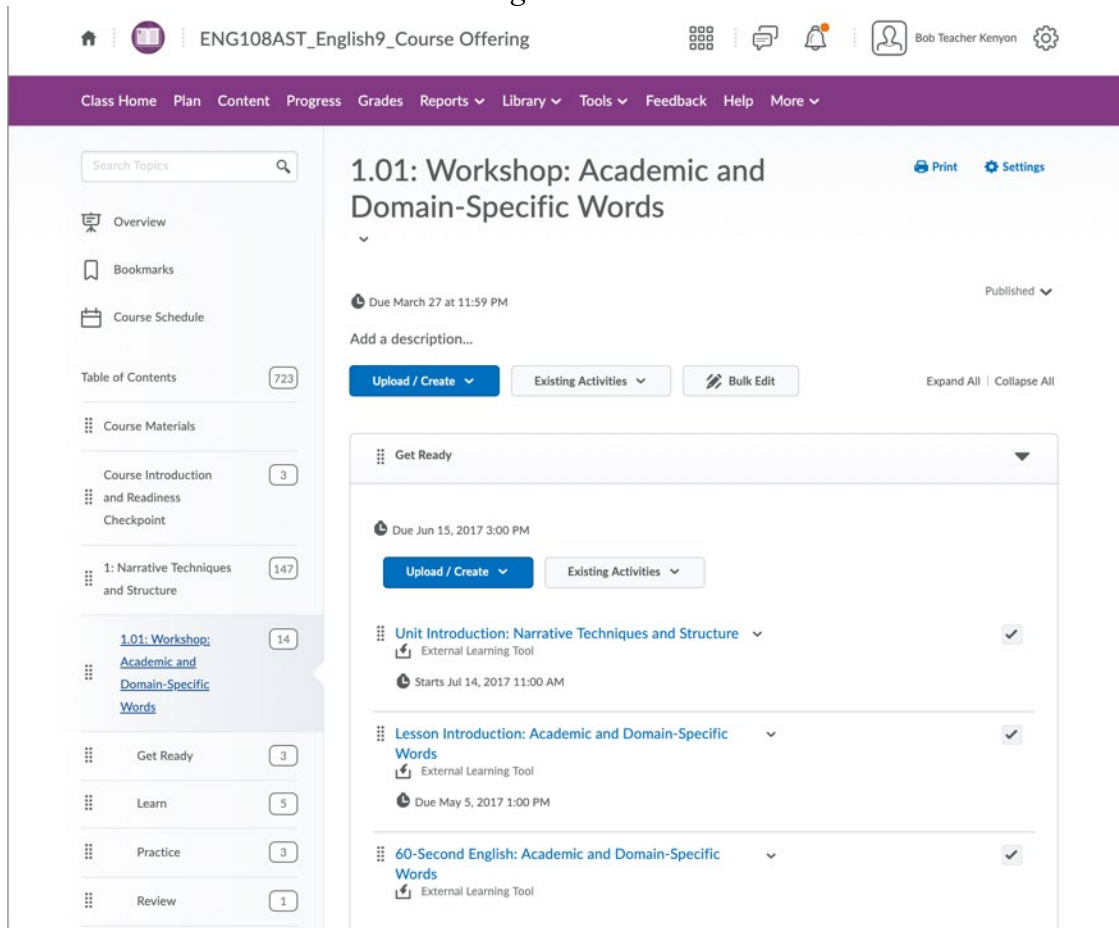 ENG108AST_English9_Course Offering
Bob Teacher Kenyon
Class Home Plan Content Progress Grades Reports Library Tools Feedback Help More
Search Topics
Overview
Bookmarks
Course Schedule
Table of Contents 723
Course Materials
Course Introduction 3
and Readiness
Checkpoint
1: Narrative Techniques 147
and Structure
1.01: Workshop: 14
Academic and
Domain-Specific
Words
Get Ready 3
Learn 5
Practice 3
Review 1
1.01: Workshop: Academic and
Domain-Specific Words
Print Settings
Due March 27 at 11:59 PM
Published
Add a description...
Upload / Create Existing Activities Bulk Edit
Expand All | Collapse All
Get Ready
Due Jun 15, 2017 3:00 PM
Upload / Create Existing Activities
Unit Introduction: Narrative Techniques and Structure
External Learning Tool
Starts Jul 14, 2017 11:00 AM
Lesson Introduction: Academic and Domain-Specific
Words
External Learning Tool
Due May 5, 2017 1:00 PM
60-Second English: Academic and Domain-Specific
Words
External Learning Tool